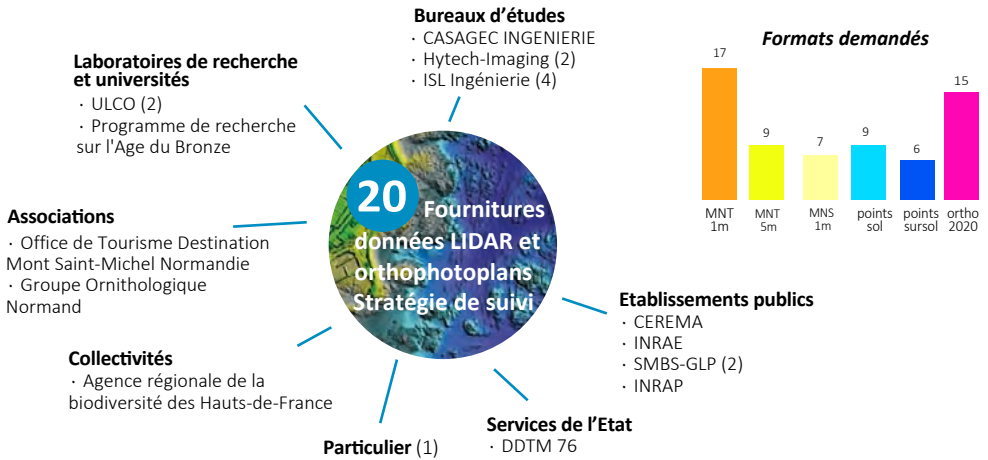 Bureaux d’études
· CASAGEC INGENIERIE
· Hytech-Imaging (2)
· ISL Ingénierie (4)
Laboratoires de recherche
et universités
· ULCO (2)
· Programme de recherche
sur l'Age du Bronze
Associations
· Office de Tourisme Destination
Mont Saint-Michel Normandie
· Groupe Ornithologique
Normand
Collectivités
· Agence régionale de la
biodiversité des Hauts-de-France
Particulier (1)
Services de l’Etat
· DDTM 76
Etablissements publics
· CEREMA
· INRAE
· SMBS-GLP (2)
· INRAP
20 Fournitures
données LIDAR et
orthophotoplans
Stratégie de suivi
Formats demandés
17
9
7
9
6
15
MNT
1m
MNT
5m
MNS
1m
points
sol
points
sursol
ortho
2020